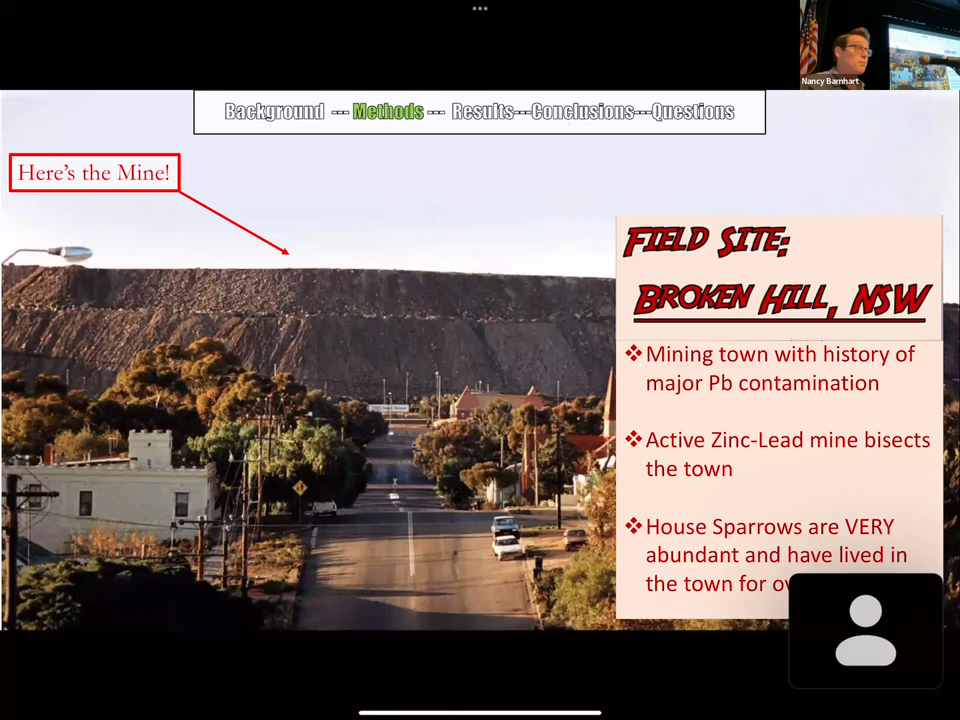 Nancy Barnhart
Background --- Methods --- Results---Conclusions---Questions
Here's the Mine!
Field Site:
Broken Hill, NSW
❖Mining town with history of
major Pb contamination
❖Active Zinc-Lead mine bisects
the town
❖House Sparrows are VERY
abundant and have lived in
the town for